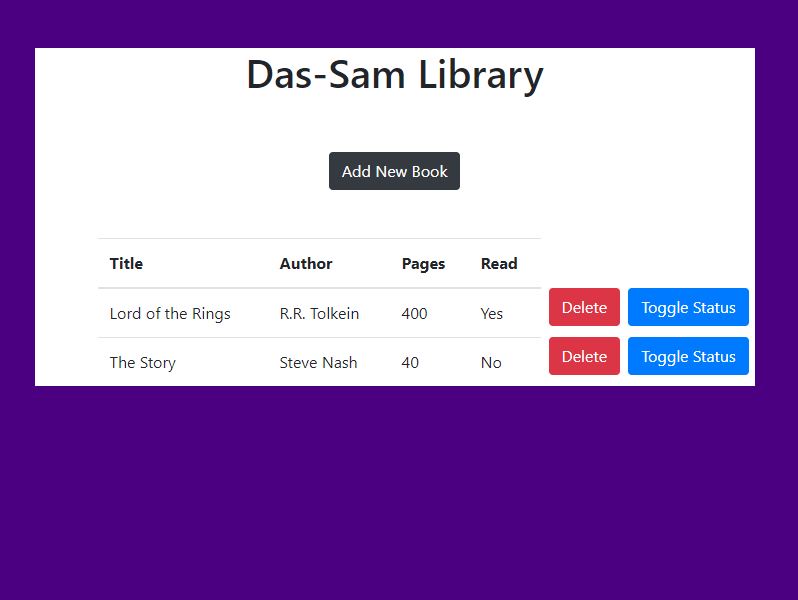 Das-Sam Library
Add New Book
Title Author Pages Read
Lord of the Rings R.R. Tolkein 400 Yes Delete Toggle Status
The Story Steve Nash 40 No Delete Toggle Status